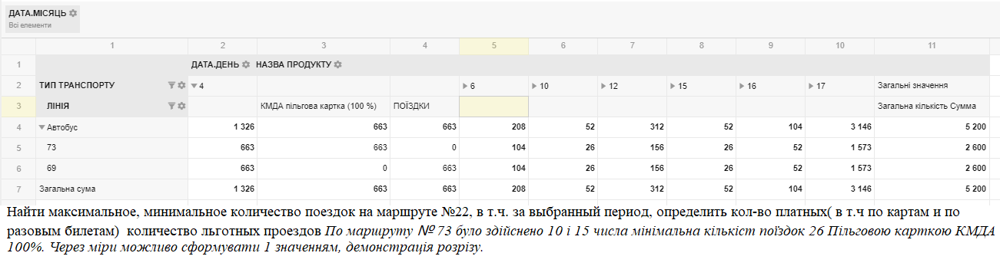 ДАТА.МІСЯЦЬ
Всі елементи
1 2 3 4 5 6 7 8 9 10 11
1 ДАТА.ДЕНЬ НАЗВА ПРОДУКТУ
2 ТИП ТРАНСПОРТУ 4 6 10 12 15 16 17 Загальні значення
3 ЛІНІЯ КМДА пільгова картка (100 %) ПОЇЗДКИ Загальна кількість Сумма
4 Автобус 1 326 663 663 208 52 312 52 104 3 146 5 200
5 73 663 663 0 104 26 156 26 52 1 573 2 600
6 69 663 0 663 104 26 156 26 52 1 573 2 600
7 Загальна сума 1 326 663 663 208 52 312 52 104 3 146 5 200
Найти максимальное, минимальное количество поездок на маршруте №22, в т.ч. за выбранный период, определить кол-во платных( в т.ч по картам и по
разовым билетам) количество льготных проездов По маршруту № 73 було здійснено 10 і 15 числа мінімальна кількіст поїздок 26 Пільговою карткою КМДА
100%. Через міри можливо сформувати 1 значенням, демонстрація розрізу.